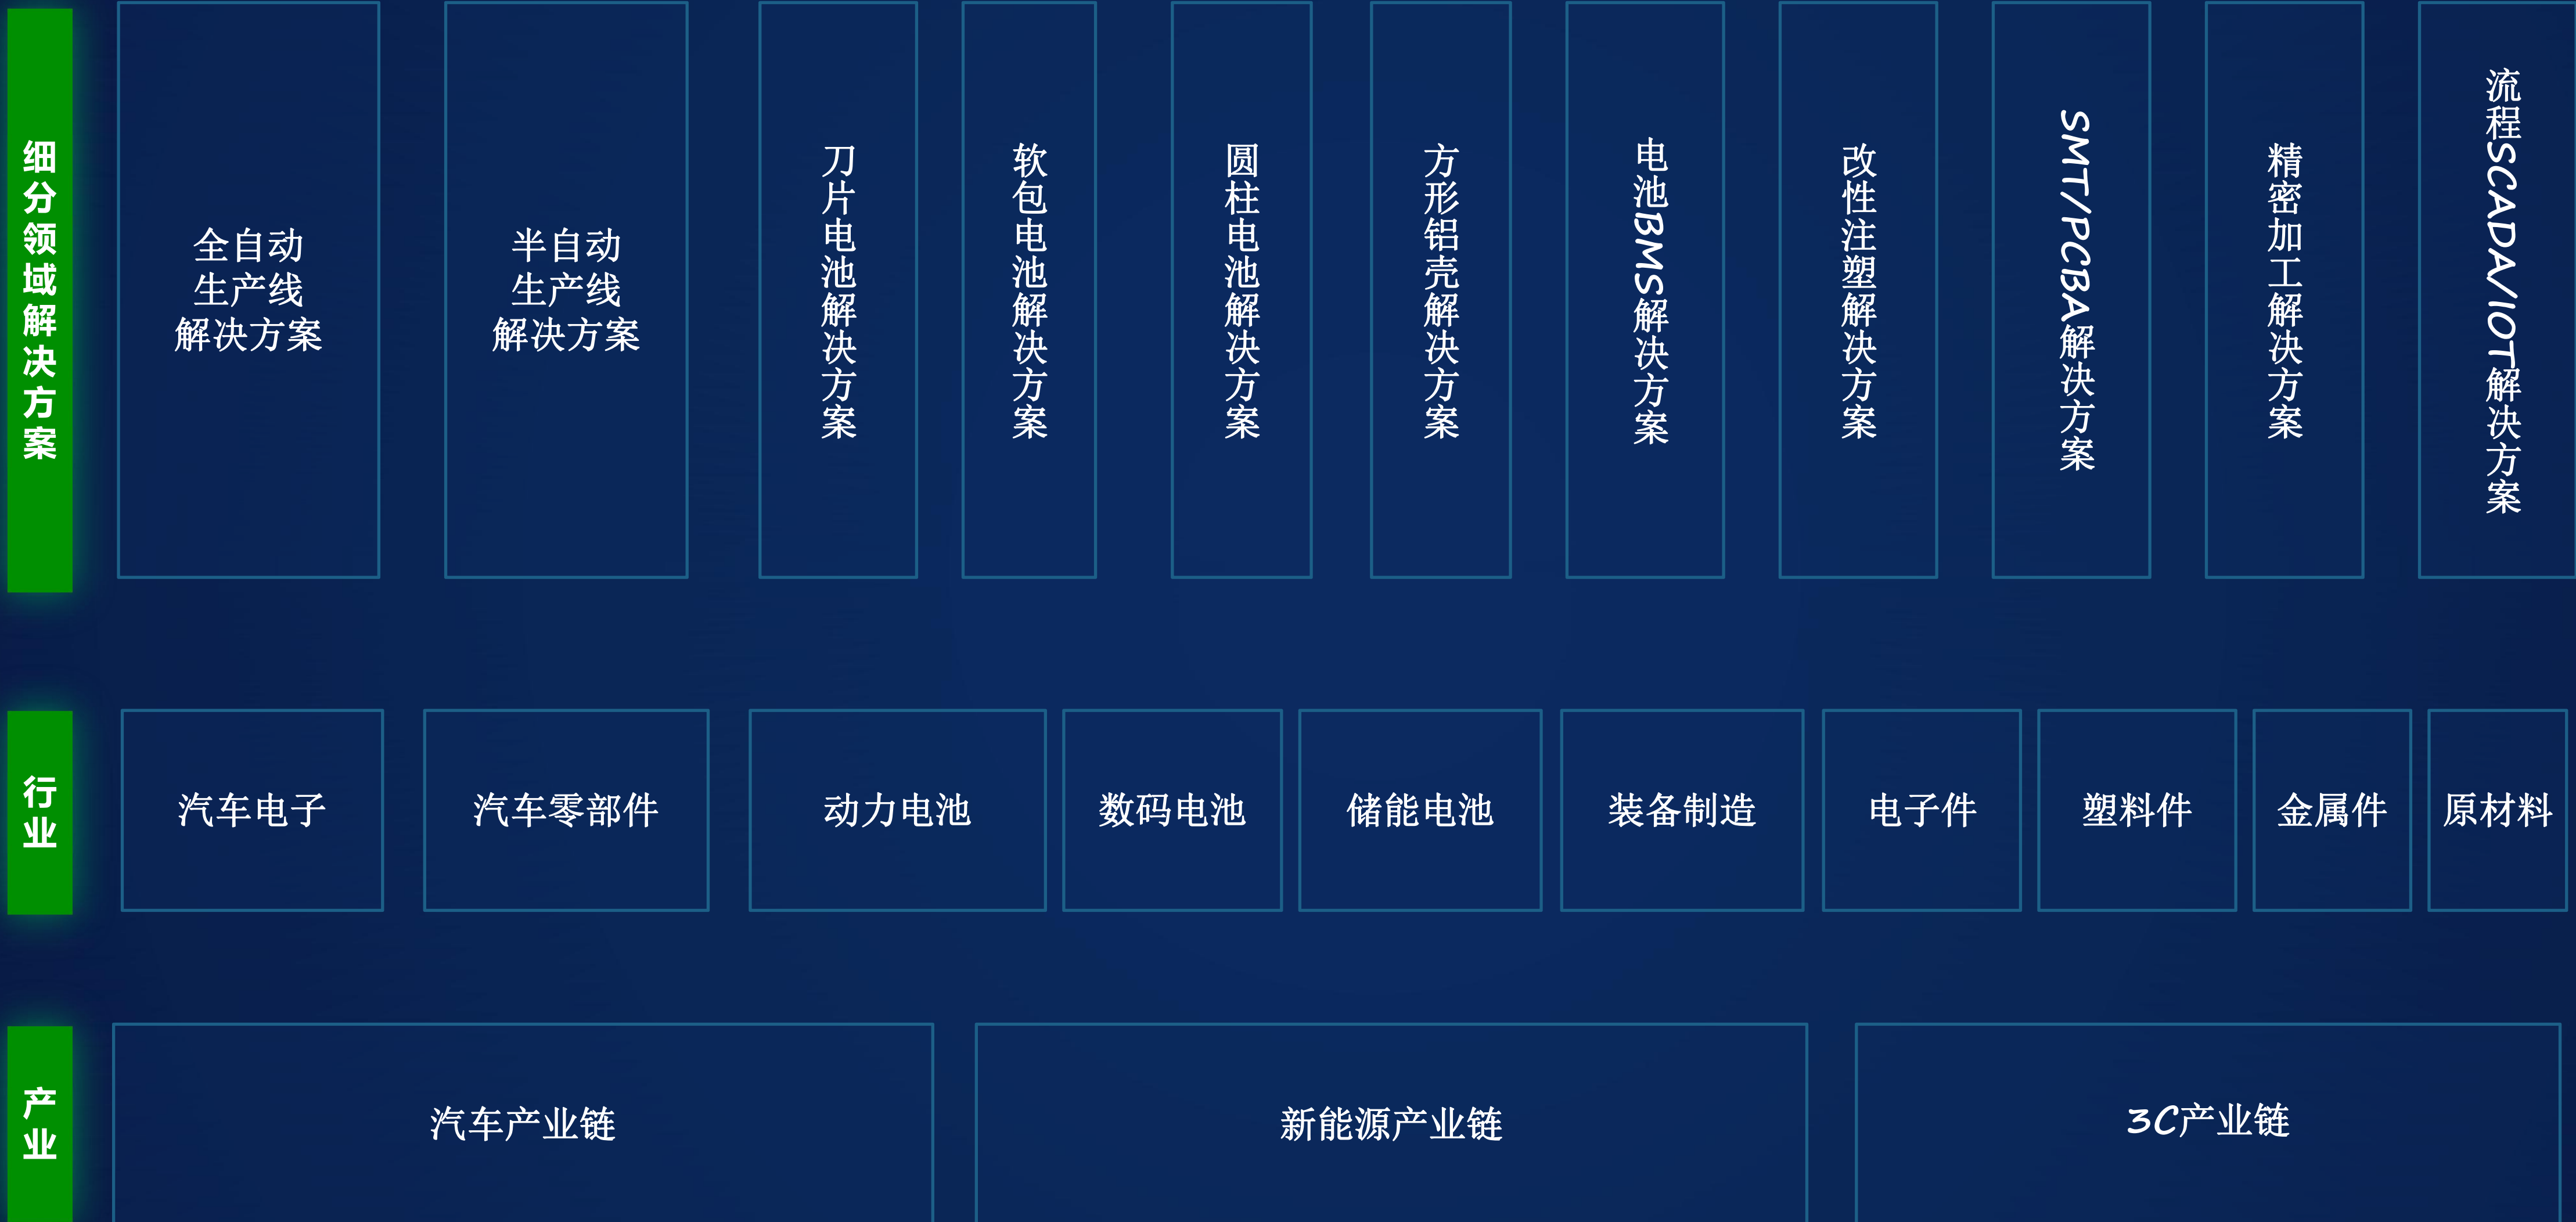 细分领域解决方案
全自动
生产线
解决方案
半自动
生产线
解决方案
刀片电池解决方案
软包电池解决方案
圆柱电池解决方案
方形铝壳解决方案
电池BMS解决方案
改性注塑解决方案
SMT/PCBA解决方案
精密加工解决方案
流程SCADA/IOT解决方案
行业
汽车电子
汽车零部件
动力电池
数码电池
储能电池
装备制造
电子件
塑料件
金属件
原材料
产业
汽车产业链
新能源产业链
3C产业链